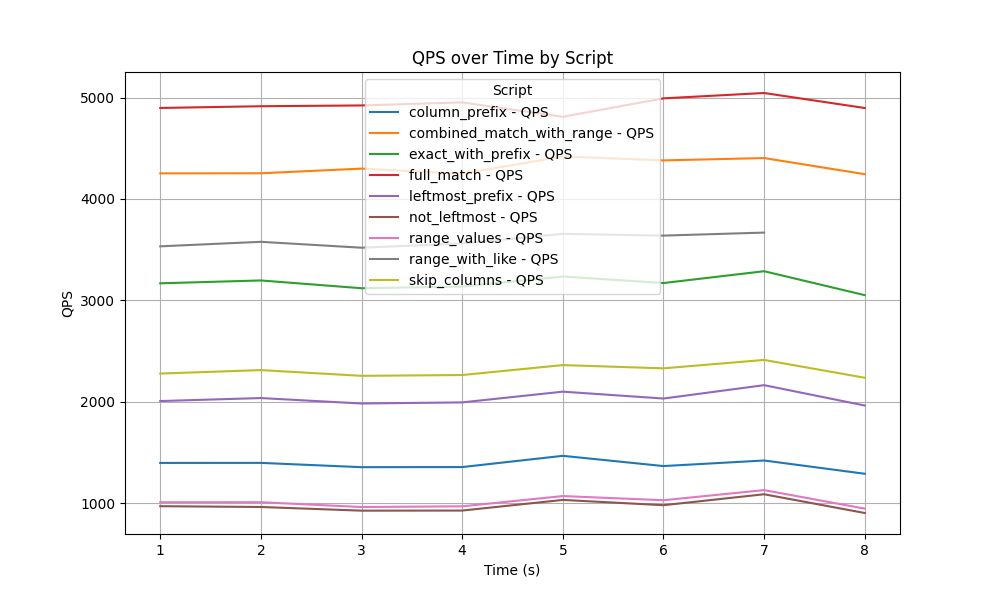 QPS over Time by Script
Script
column_prefix - QPS
combined_match_with_range - QPS
exact_with_prefix - QPS
full_match - QPS
leftmost_prefix - QPS
not_leftmost - QPS
range_values - QPS
range_with_like - QPS
skip_columns - QPS
QPS
5000
4000
3000
2000
1000
1 2 3 4 5 6 7 8
Time (s)